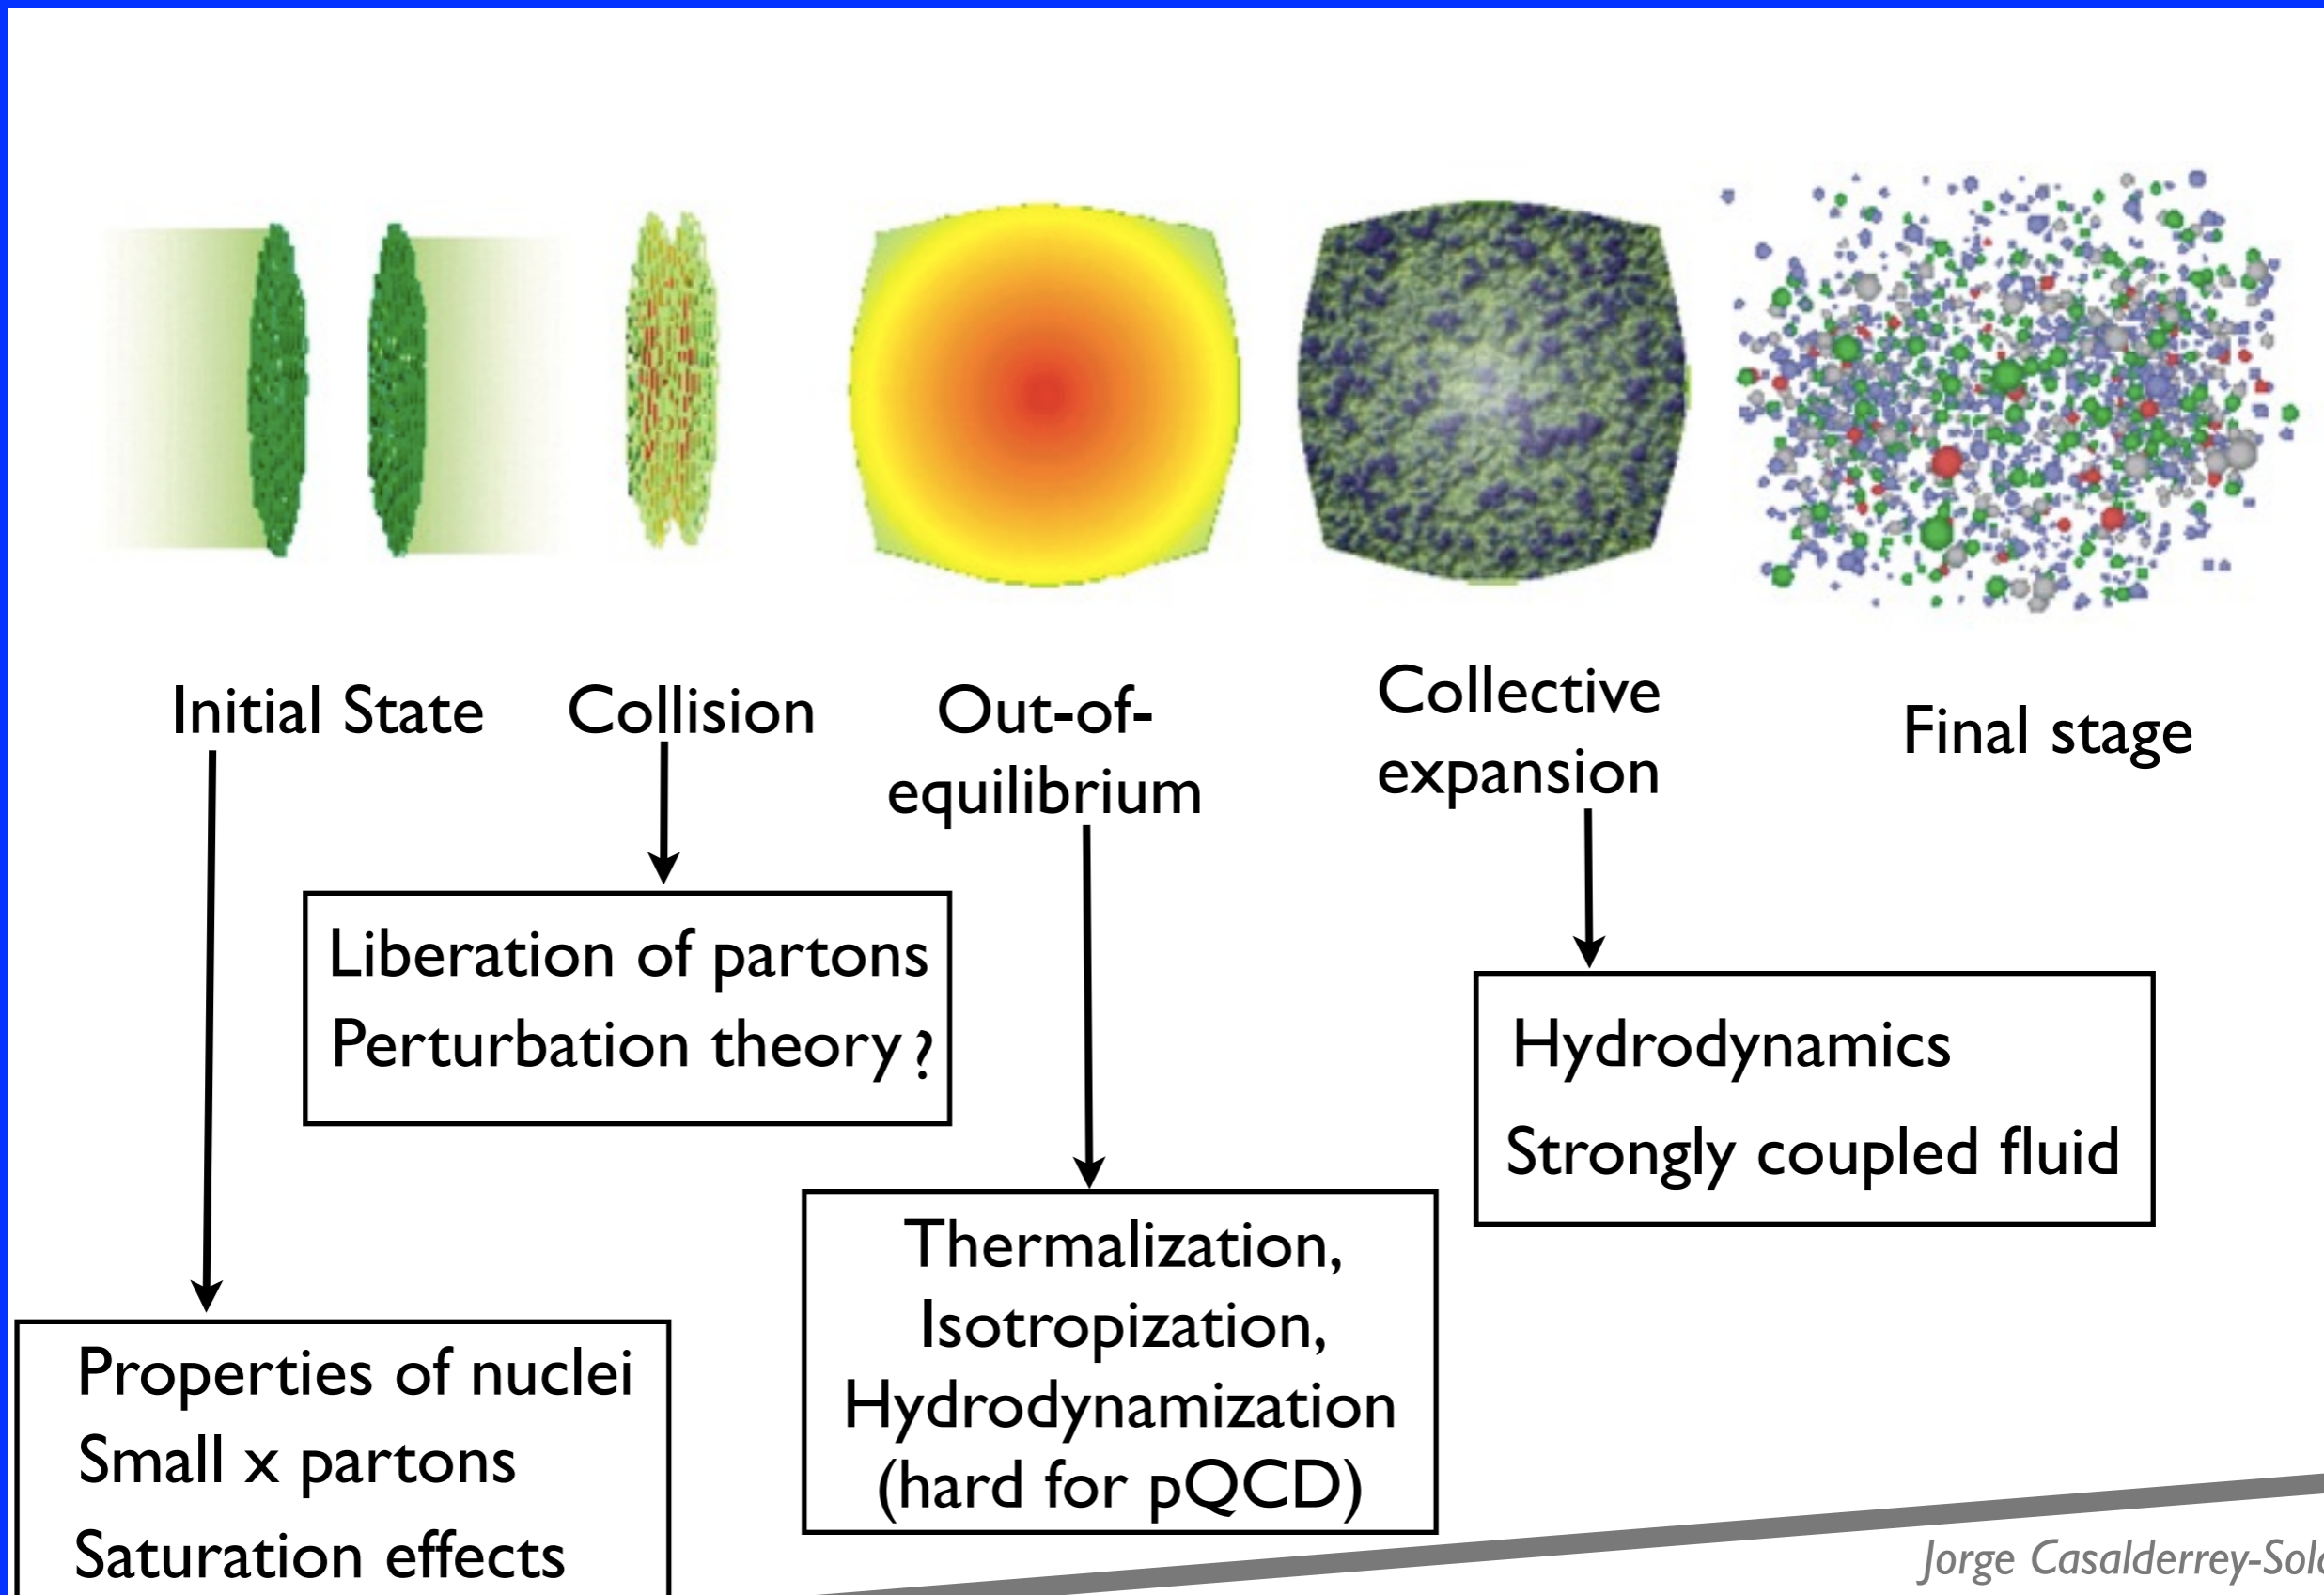 Initial State
Collision
Out-of-
equilibrium
Collective
expansion
Final stage
Liberation of partons
Perturbation theory ?
Hydrodynamics
Strongly coupled fluid
Thermalization,
Isotropization,
Hydrodynamization
(hard for pQCD)
Properties of nuclei
Small x partons
Saturation effects
Jorge